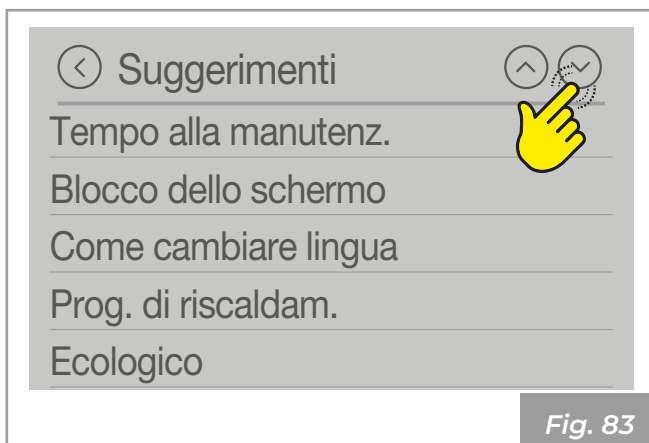 Suggerimenti
Tempo alla manutenz.
Blocco dello schermo
Come cambiare lingua
Prog. di riscaldam.
Ecologico
Fig. 83